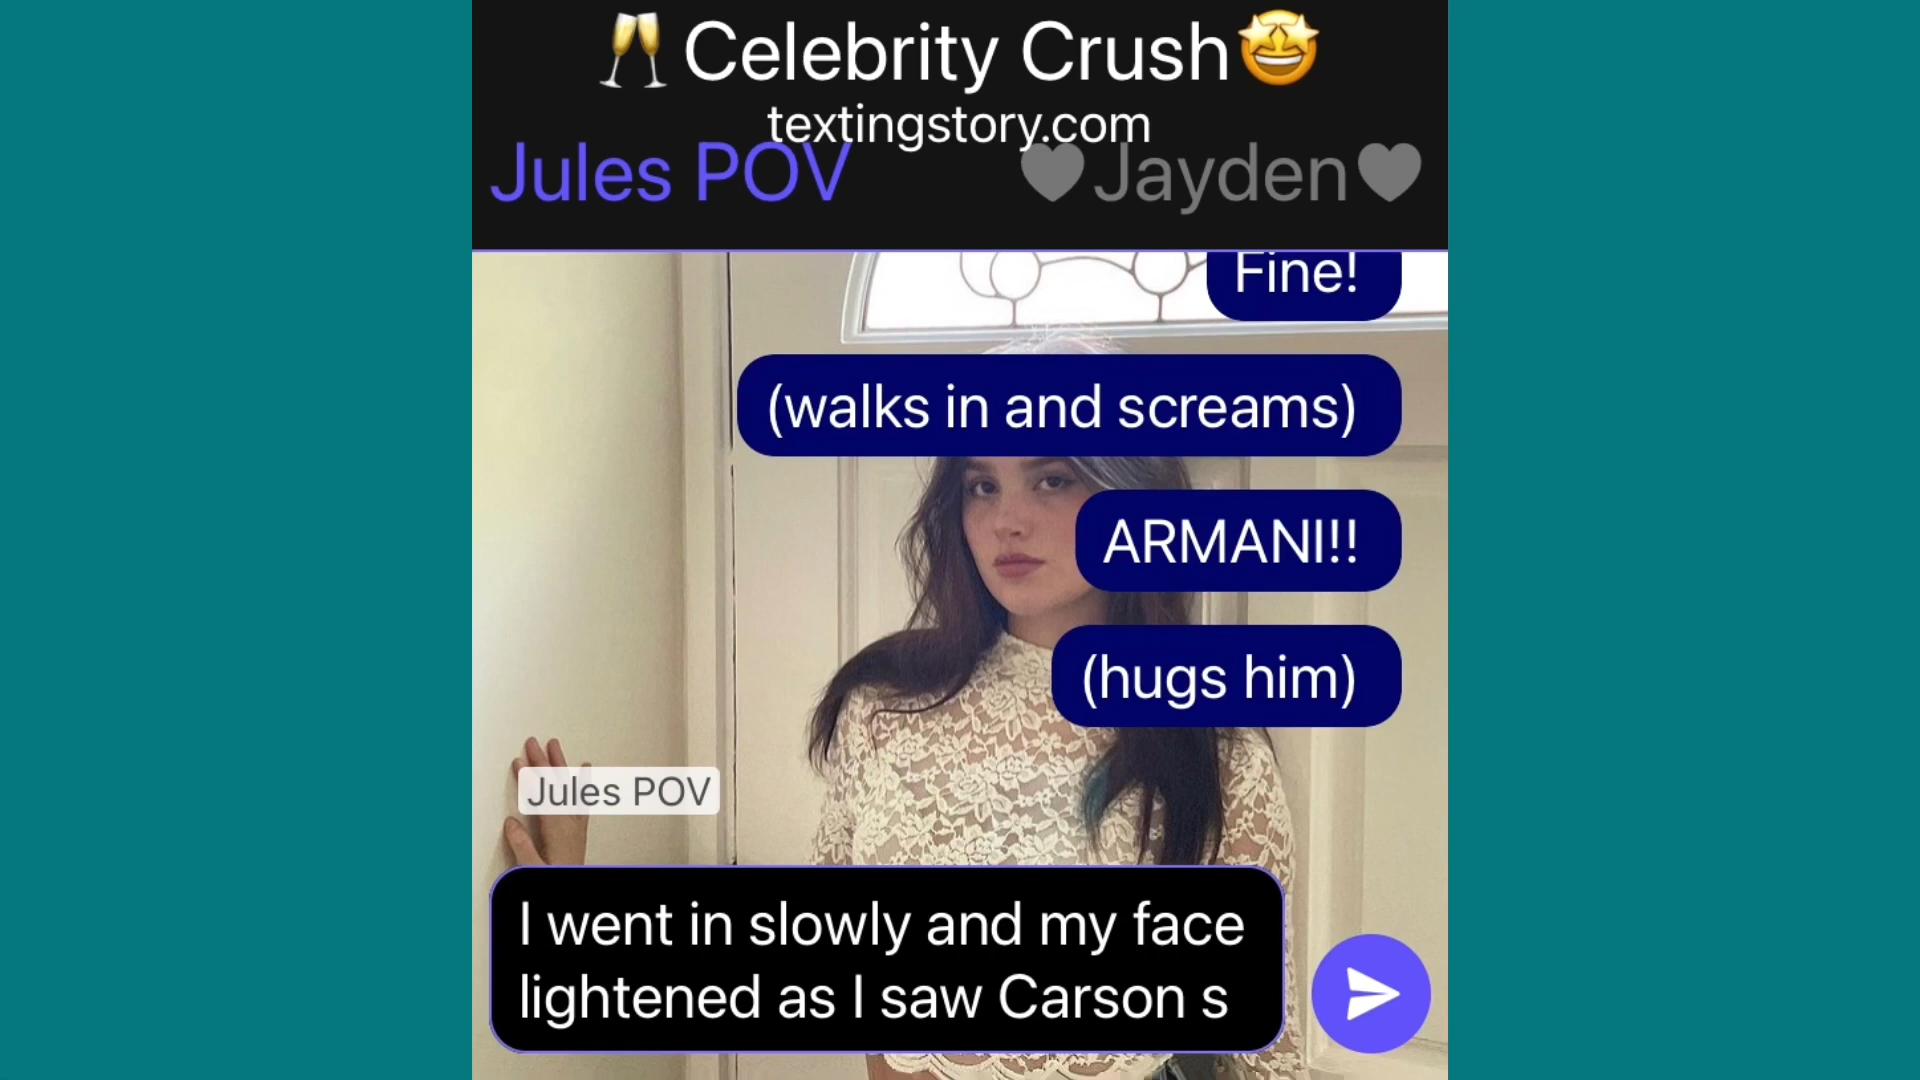 🥂Celebrity Crush🤩
textingstory.com
Jules POV
🩶Jayden🩶
Fine!
(walks in and screams)
ARMANI!!
(hugs him)
Jules POV
I went in slowly and my face
lightened as I saw Carson s